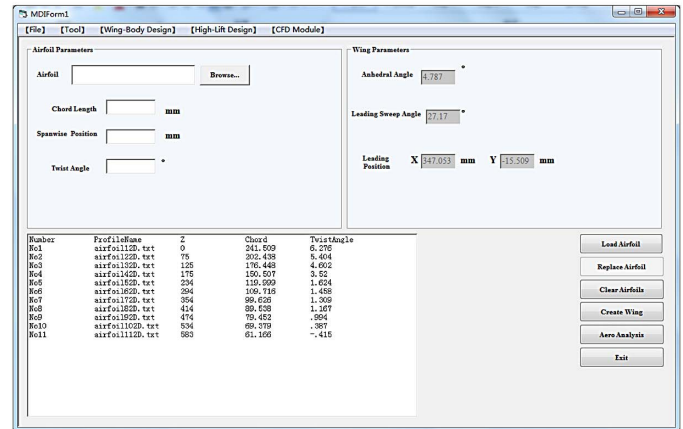 MDIForm1
【File】 【Tool】 【Wing-Body Design】 【High-Lift Design】 【CFD Module】
Airfoil Parameters
Airfoil Browse...
Chord Length mm
Spanwise Position mm
Twist Angle °
Wing Parameters
Anhedral Angle 4.787 °
Leading Sweep Angle 27.17 °
Leading Position X 347.053 mm Y -15.509 mm
Number ProfileName Z Chord TwistAngle
No1 airfoil12D.txt 0 241.509 6.276
No2 airfoil22D.txt 75 202.438 5.404
No3 airfoil32D.txt 125 176.448 4.602
No4 airfoil42D.txt 175 150.507 3.52
No5 airfoil52D.txt 234 119.999 1.624
No6 airfoil62D.txt 294 109.716 1.458
No7 airfoil72D.txt 354 99.626 1.309
No8 airfoil82D.txt 414 89.538 1.167
No9 airfoil92D.txt 474 79.452 .994
No10 airfoil102D.txt 534 69.379 .387
No11 airfoil112D.txt 583 61.166 -.415
Load Airfoil
Replace Airfoil
Clear Airfoils
Create Wing
Aero Analysis
Exit